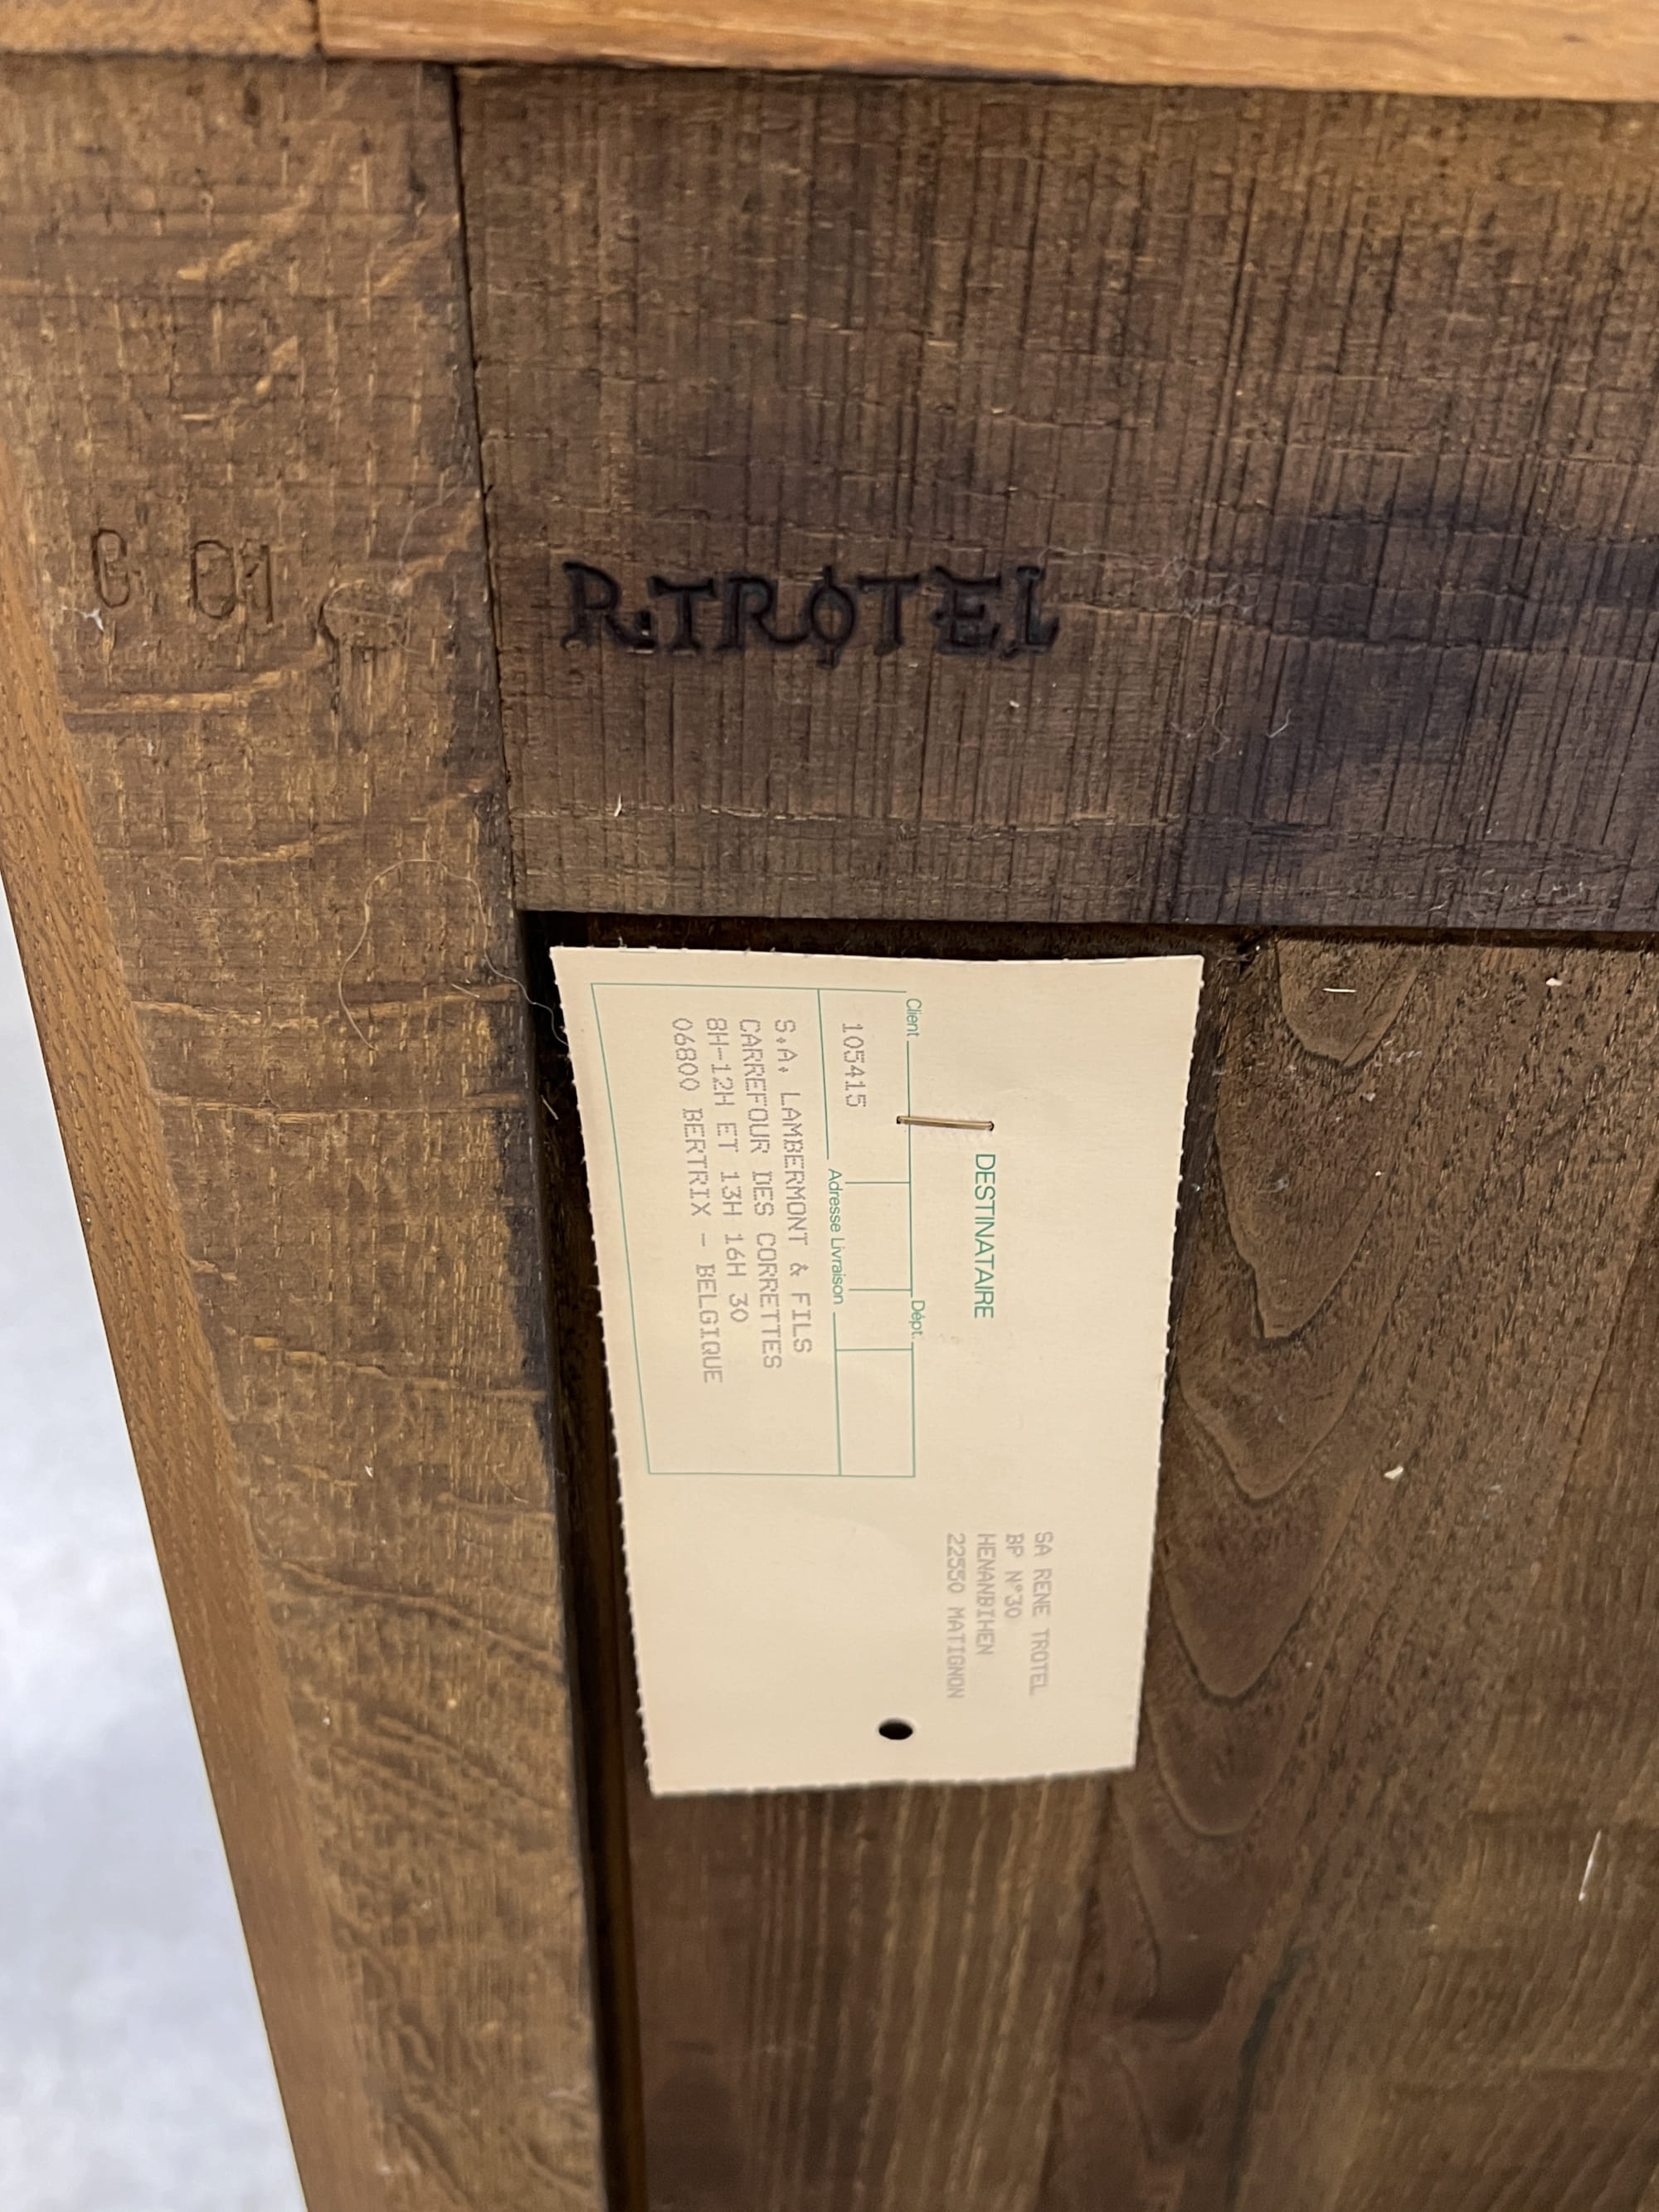 C 01
R.TROTEL
SA RENE TROTEL
BP N°30
HENANBIHEN
22550 MATIGNON
DESTINATAIRE
Client
Dépt.
105415
Adresse Livraison
S.A. LAMBERMONT & FILS
CARREFOUR DES CORRETTES
8H-12H ET 13H 16H 30
06800 BERTRIX - BELGIQUE